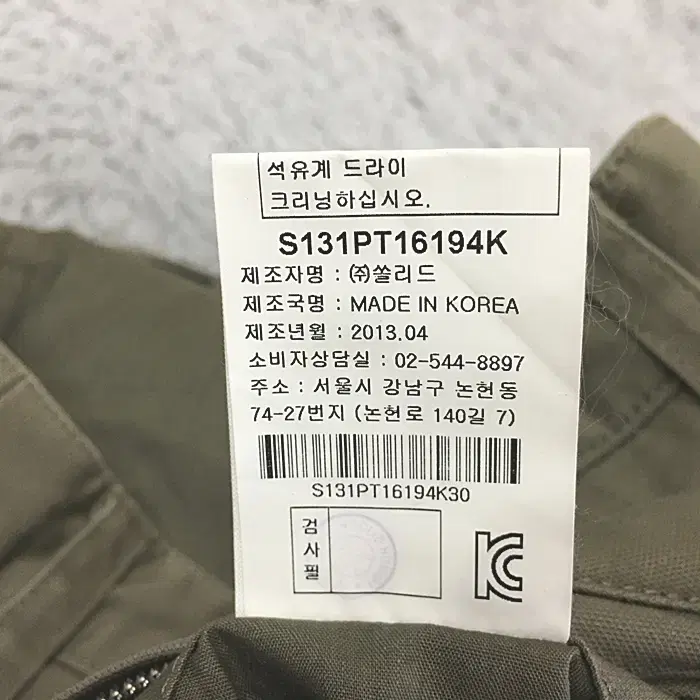 석유계 드라이
크리닝하십시오.
S131PT16194K
제조자명 : ㈜쏠리드
제조국명 : MADE IN KOREA
제조년월 : 2013.04
소비자상담실 : 02-544-8897
주소 : 서울시 강남구 논현동
74-27번지 (논현로 140길 7)
S131PT16194K30
검사필
KC